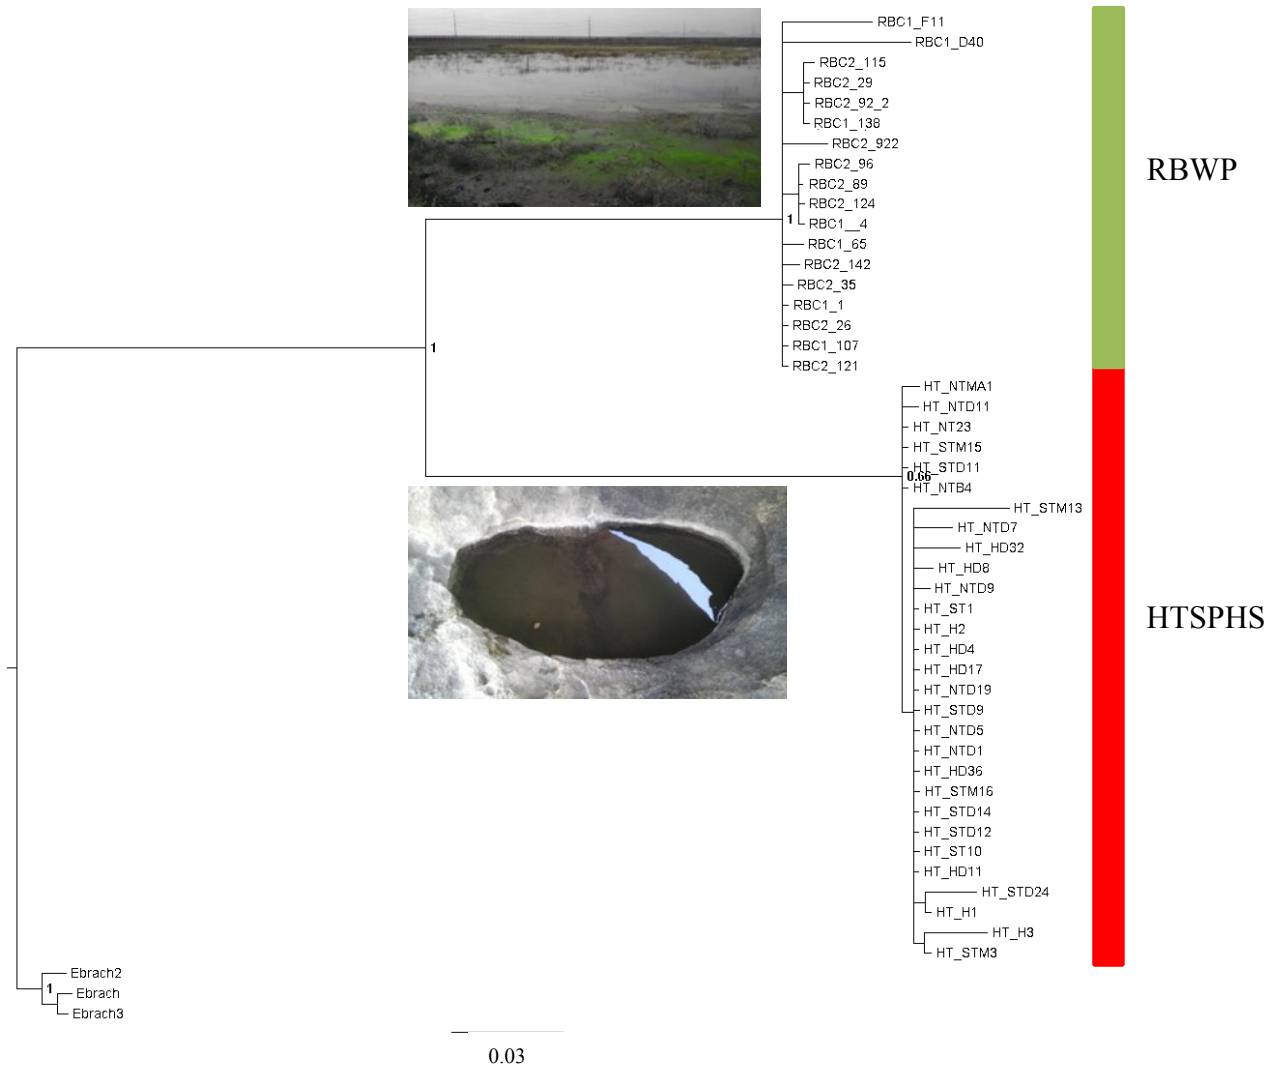 RBC1_F11
RBC1_D40
RBC2_115
RBC2_29
RBC2_92_2
RBC1_138
RBC2_922
RBC2_96
RBC2_89
RBC2_124
1
RBC1__4
RBC1_65
RBC2_142
RBC2_35
RBC1_1
RBC2_26
RBC1_107
RBC2_121
RBWP
1
HT_NTMA1
HT_NTD11
HT_NT23
HT_STM15
HT_STD11
0.66
HT_NTB4
HT_STM13
HT_NTD7
HT_HD32
HT_HD8
HT_NTD9
HT_ST1
HT_H2
HT_HD4
HT_HD17
HT_NTD19
HT_STD9
HT_NTD5
HT_NTD1
HT_HD36
HT_STM16
HT_STD14
HT_STD12
HT_ST10
HT_HD11
HT_STD24
HT_H1
HT_H3
HT_STM3
HTSPHS
Ebrach2
1
Ebrach
Ebrach3
0.03